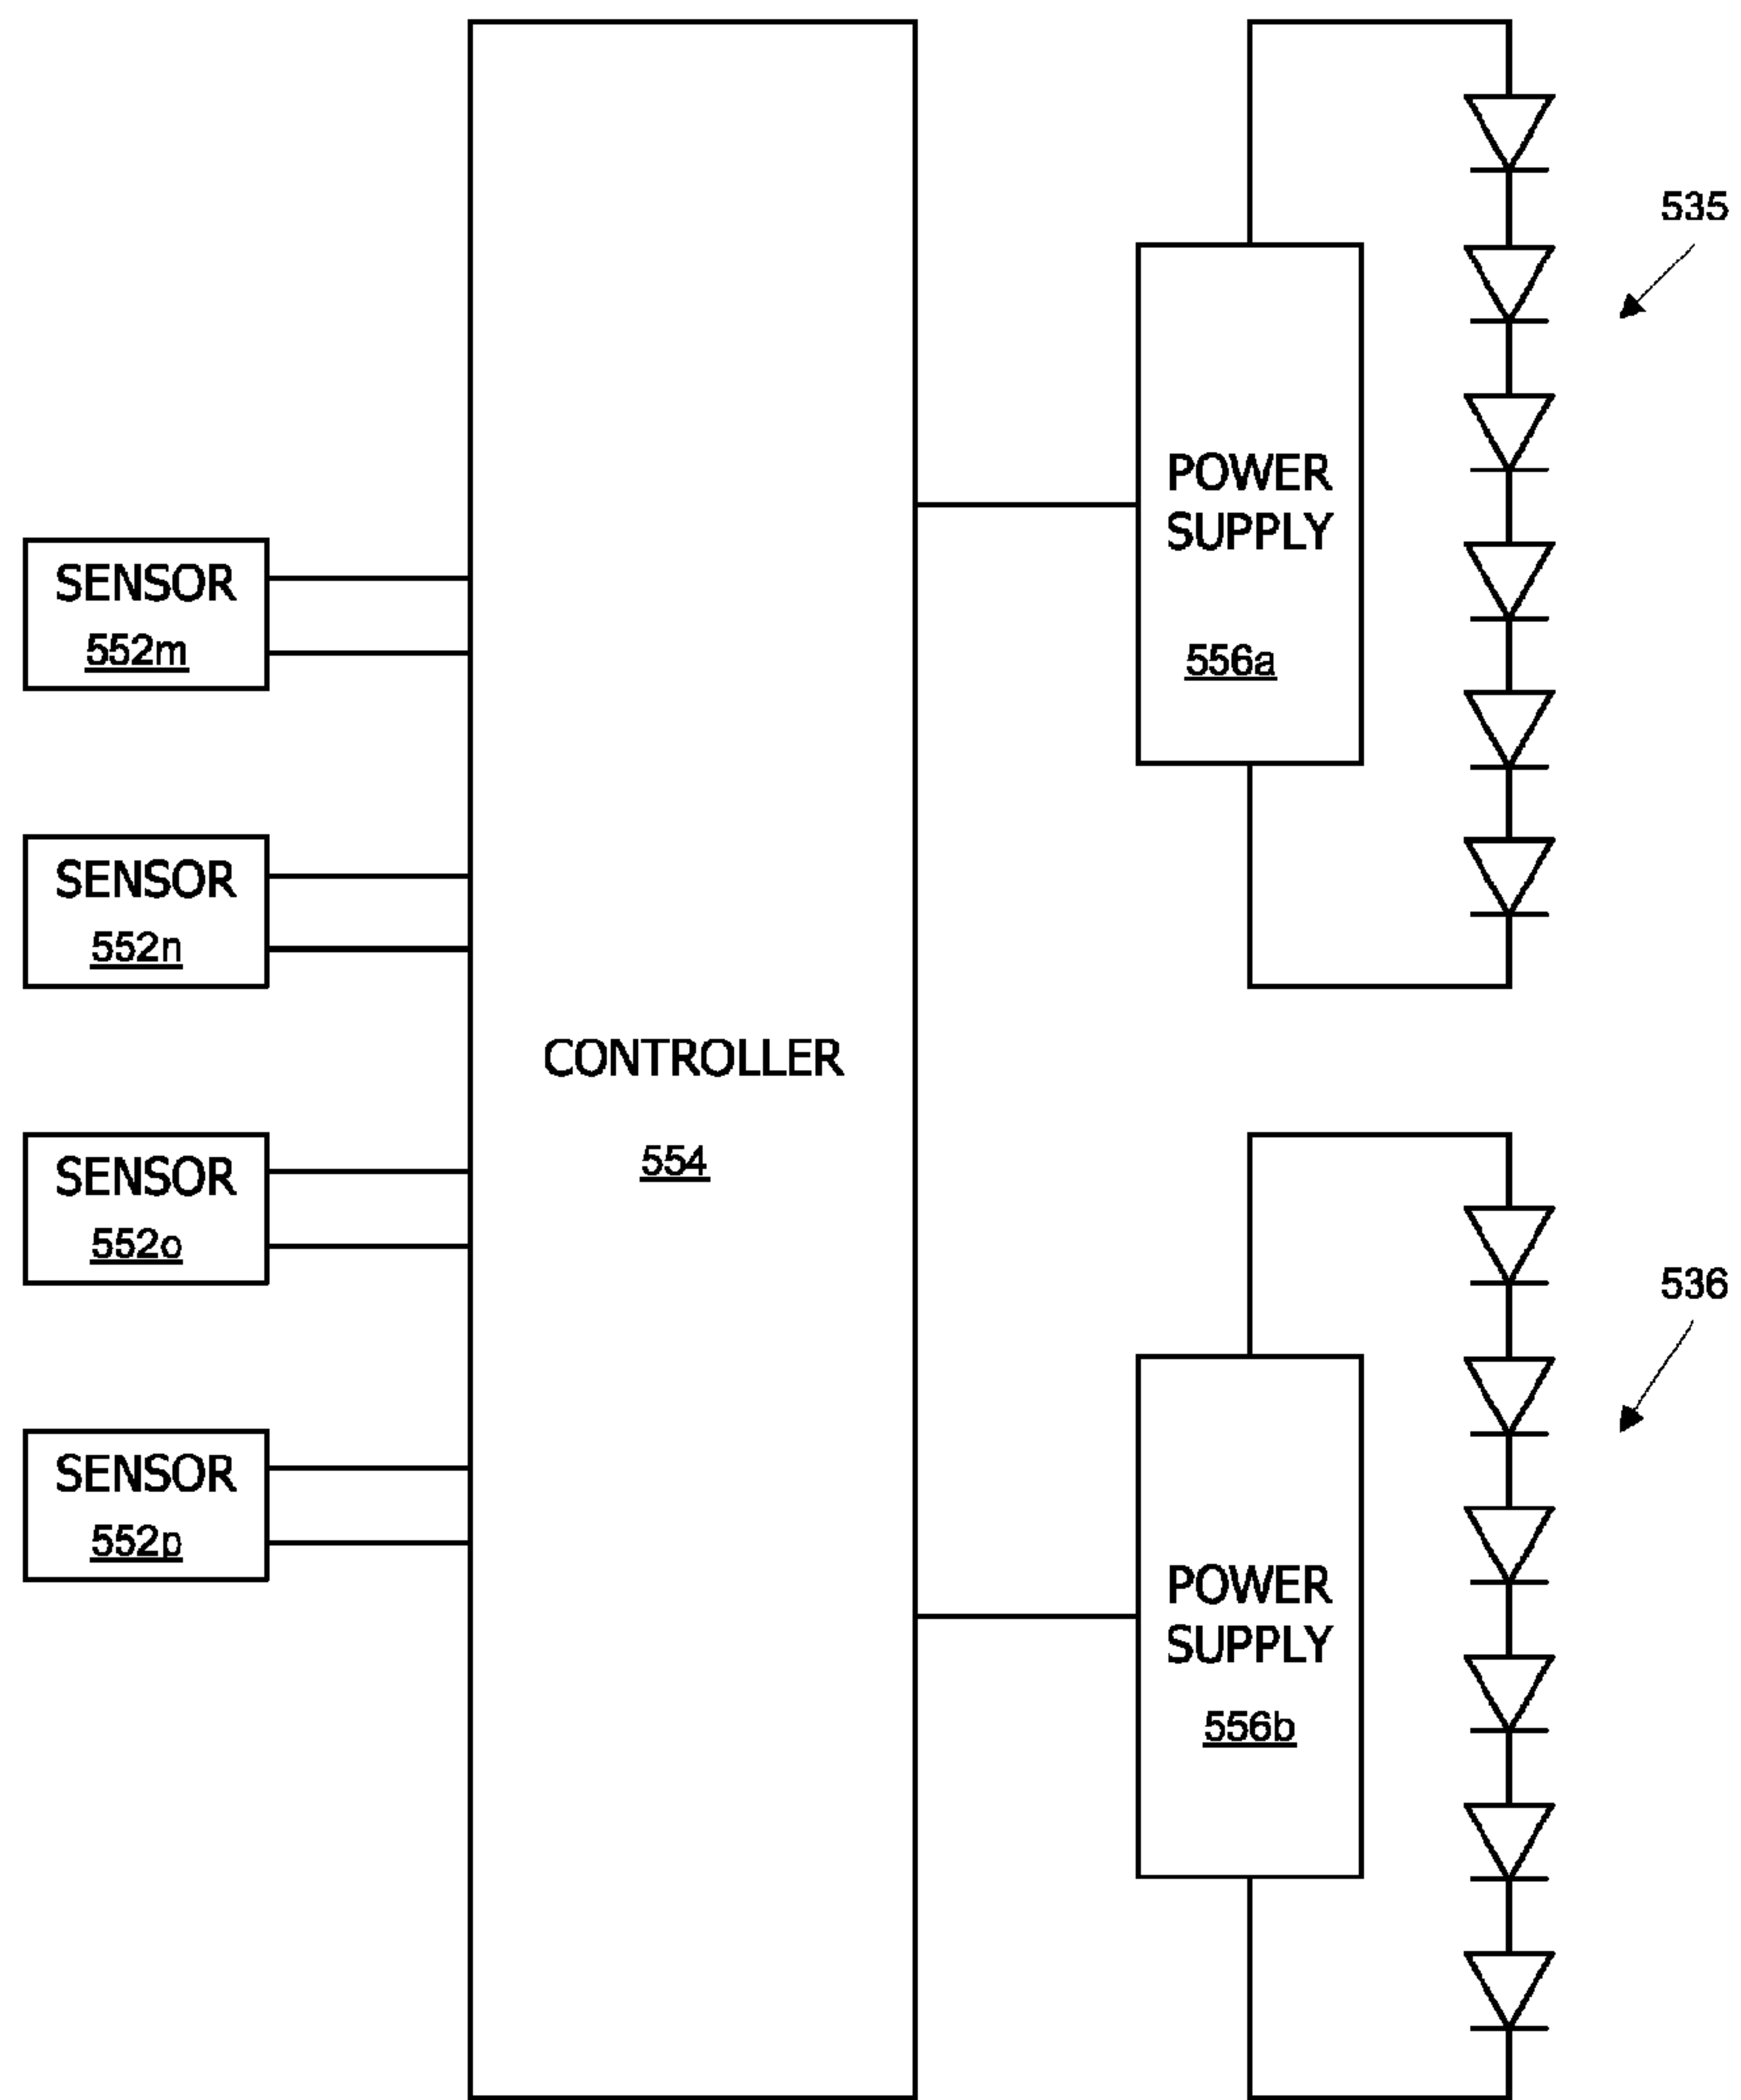 SENSOR
552m
SENSOR
552n
SENSOR
552o
SENSOR
552p
CONTROLLER
554
POWER
SUPPLY
556a
535
POWER
SUPPLY
556b
536